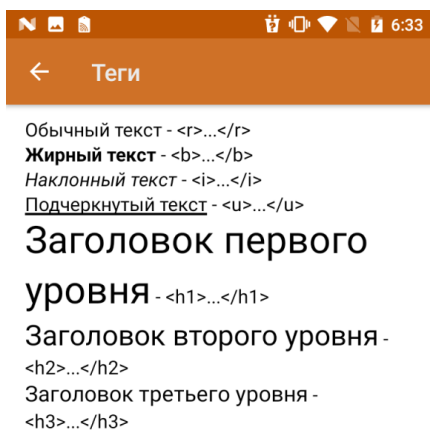 6:33
Теги
Обычный текст - <r>...</r>
Жирный текст - <b>...</b>
Наклонный текст - <i>...</i>
Подчеркнутый текст - <u>...</u>
Заголовок первого
уровня - <h1>...</h1>
Заголовок второго уровня -
<h2>...</h2>
Заголовок третьего уровня -
<h3>...</h3>